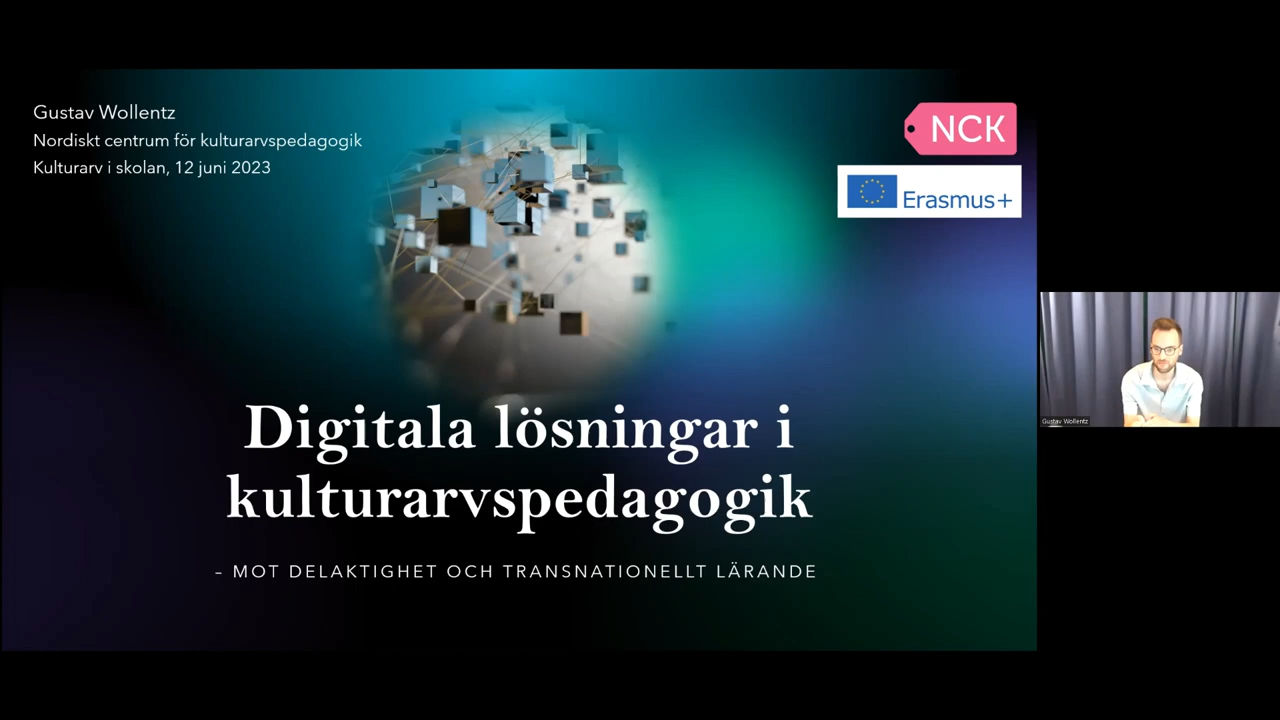 Gustav Wollentz
Nordiskt centrum för kulturarvspedagogik
Kulturarv i skolan, 12 juni 2023
NCK
Erasmus+
Digitala lösningar i
kulturarvspedagogik
– MOT DELAKTIGHET OCH TRANSNATIONELLT LÄRANDE
Gustav Wollentz